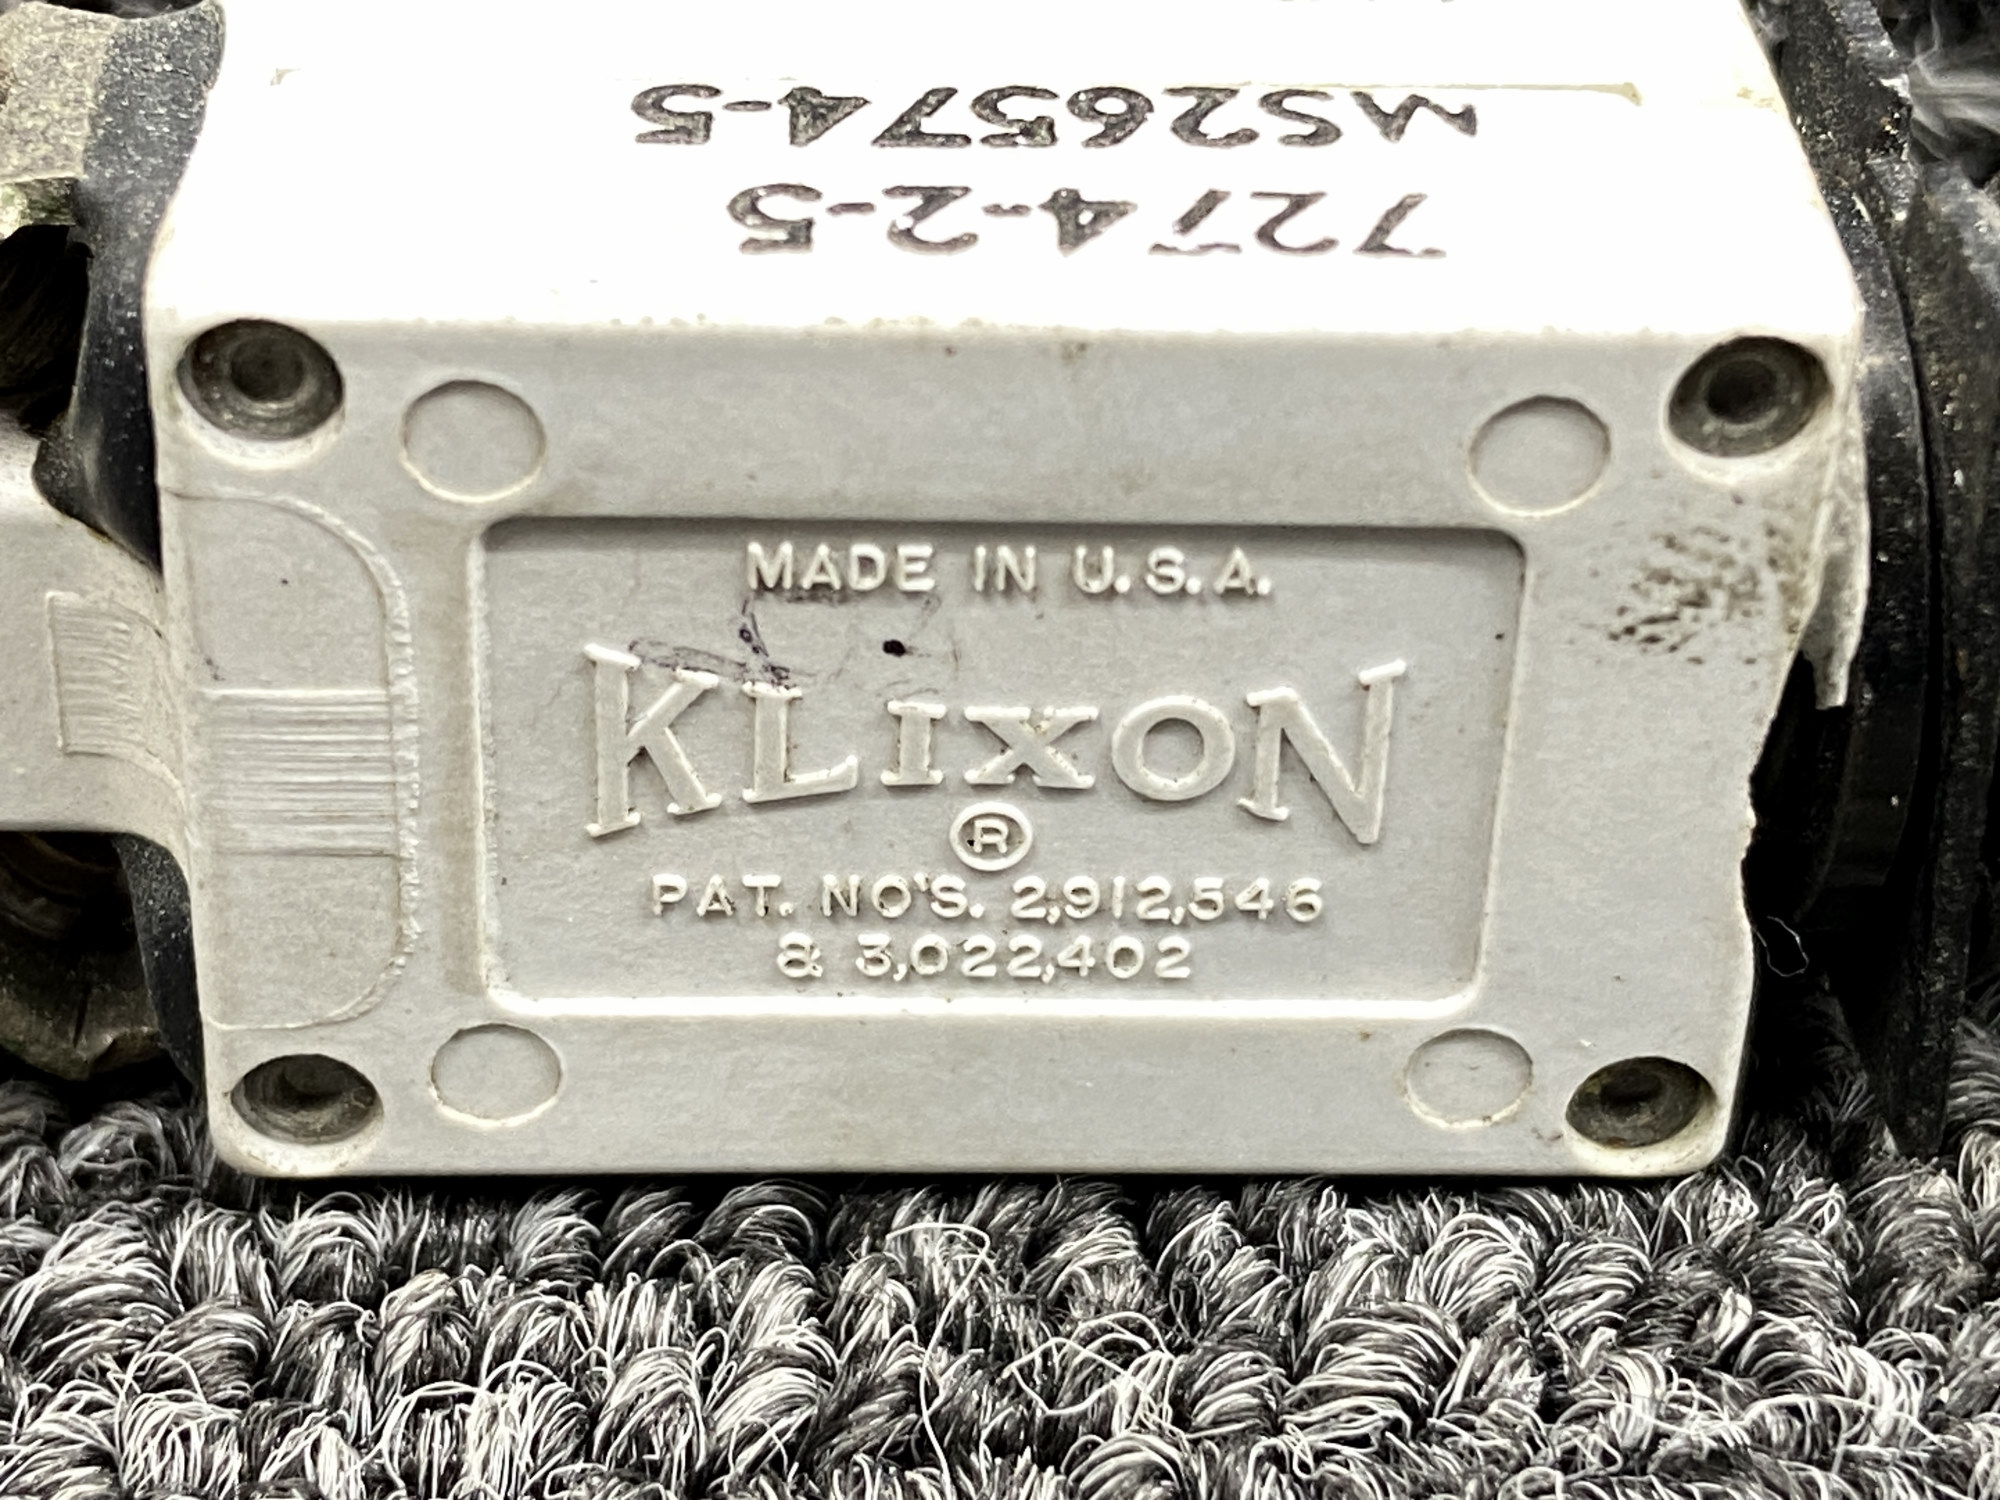 7274-2-5
MS26574-5
MADE IN U.S.A.
KLIXON
®
PAT. NO'S. 2,912,546
& 3,022,402